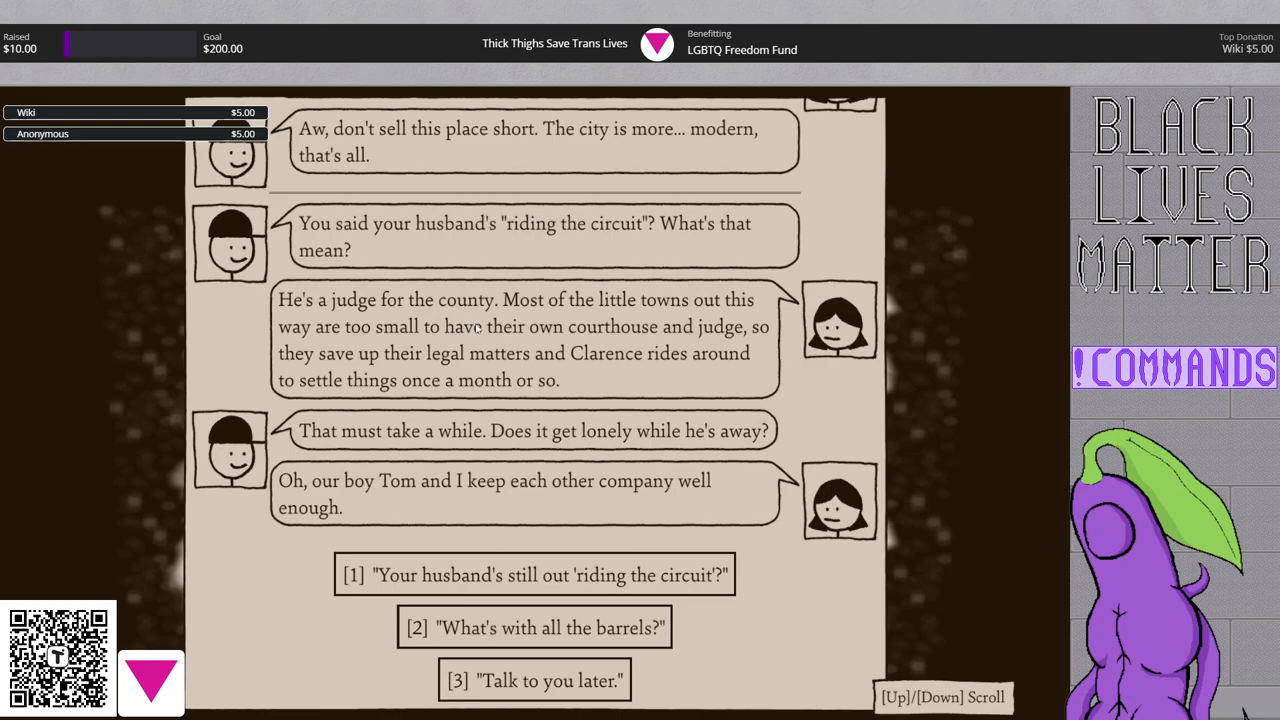 Raised
$10.00
Goal
$200.00
Thick Thighs Save Trans Lives
Benefitting
LGBTQ Freedom Fund
Top Donation
Wiki $5.00
Wiki $5.00
Anonymous $5.00
Aw, don't sell this place short. The city is more... modern,
that's all.
You said your husband's "riding the circuit"? What's that
mean?
He's a judge for the county. Most of the little towns out this
way are too small to have their own courthouse and judge, so
they save up their legal matters and Clarence rides around
to settle things once a month or so.
That must take a while. Does it get lonely while he's away?
Oh, our boy Tom and I keep each other company well
enough.
[1] "Your husband's still out 'riding the circuit'?"
[2] "What's with all the barrels?"
[3] "Talk to you later."
[Up]/[Down] Scroll
BLACK
LIVES
MATTER
!COMMANDS
T